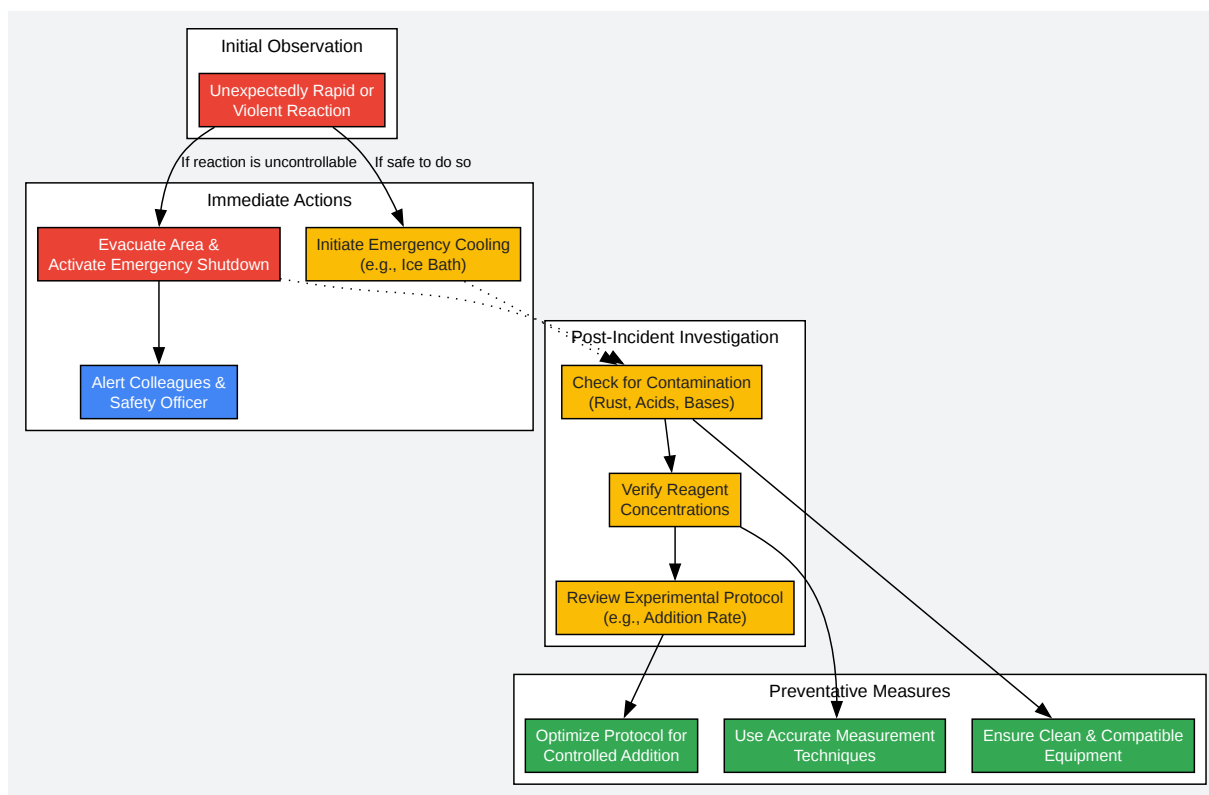 Initial Observation
Unexpectedly Rapid or
Violent Reaction
If reaction is uncontrollable
If safe to do so
Immediate Actions
Evacuate Area &
Activate Emergency Shutdown
Initiate Emergency Cooling
(e.g., Ice Bath)
Alert Colleagues &
Safety Officer
Post-Incident Investigation
Check for Contamination
(Rust, Acids, Bases)
Verify Reagent
Concentrations
Review Experimental Protocol
(e.g., Addition Rate)
Preventative Measures
Optimize Protocol for
Controlled Addition
Use Accurate Measurement
Techniques
Ensure Clean & Compatible
Equipment